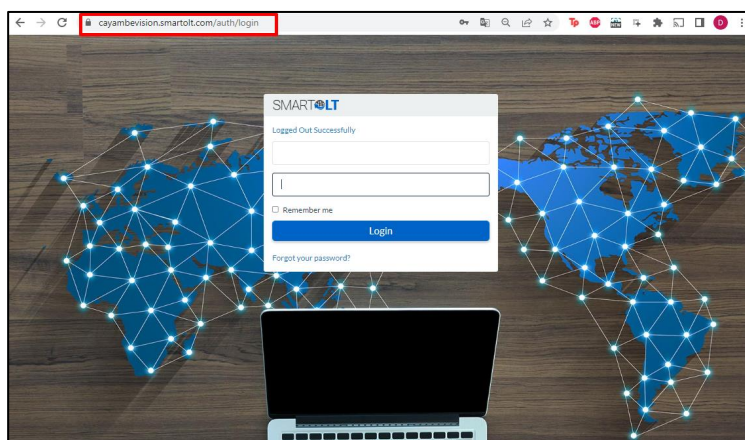 cayambevision.smartolt.com/auth/login
SMARTOLT
Logged Out Successfully
Remember me
Login
Forgot your password?